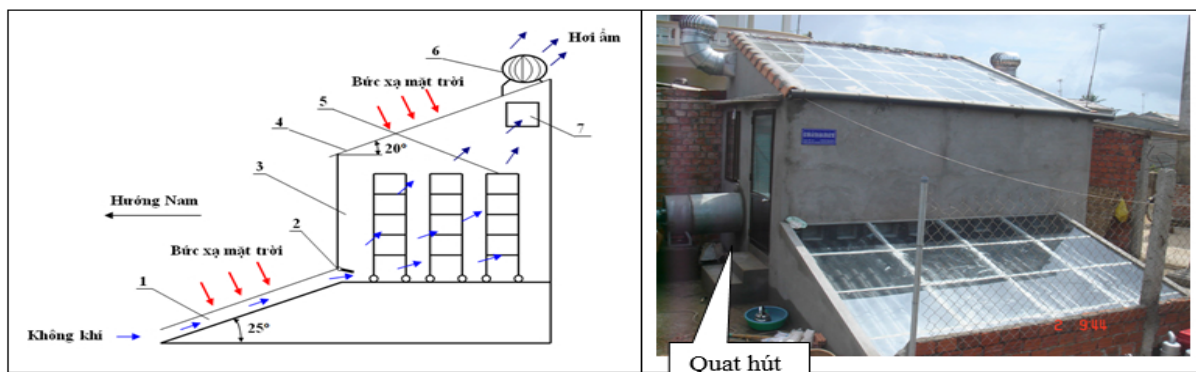 Hơi ẩm
6
Bức xạ mặt trời
5
7
4
20°
3
Hướng Nam
2
Bức xạ mặt trời
1
Không khí
25°
2 9:44
Quat hút